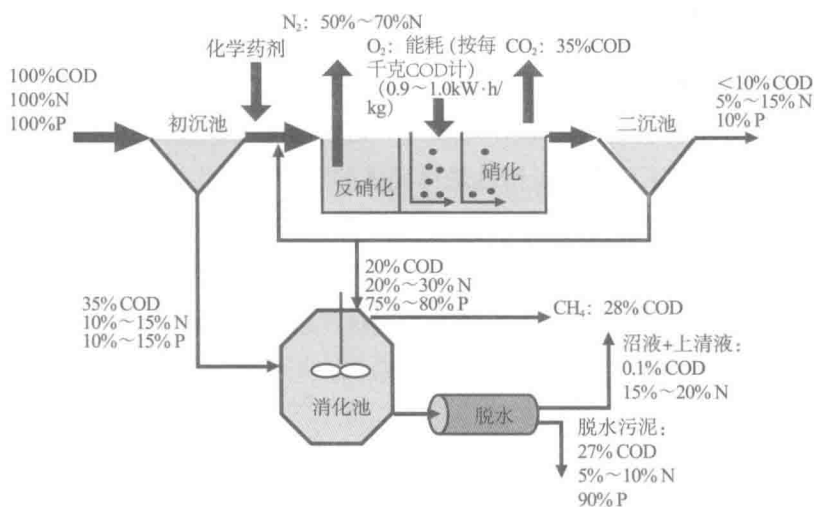 N₂: 50%～70%N
化学药剂
O₂: 能耗 (按每
千克COD计)
(0.9～1.0kW·h/
kg)
CO₂: 35%COD
100%COD
100%N
100%P
初沉池
反硝化
硝化
二沉池
<10% COD
5%～15% N
10% P
20% COD
20%～30% N
75%～80% P
35% COD
10%～15% N
10%～15% P
消化池
CH₄: 28% COD
脱水
沼液+上清液:
0.1% COD
15%～20% N
脱水污泥:
27% COD
5%～10% N
90% P